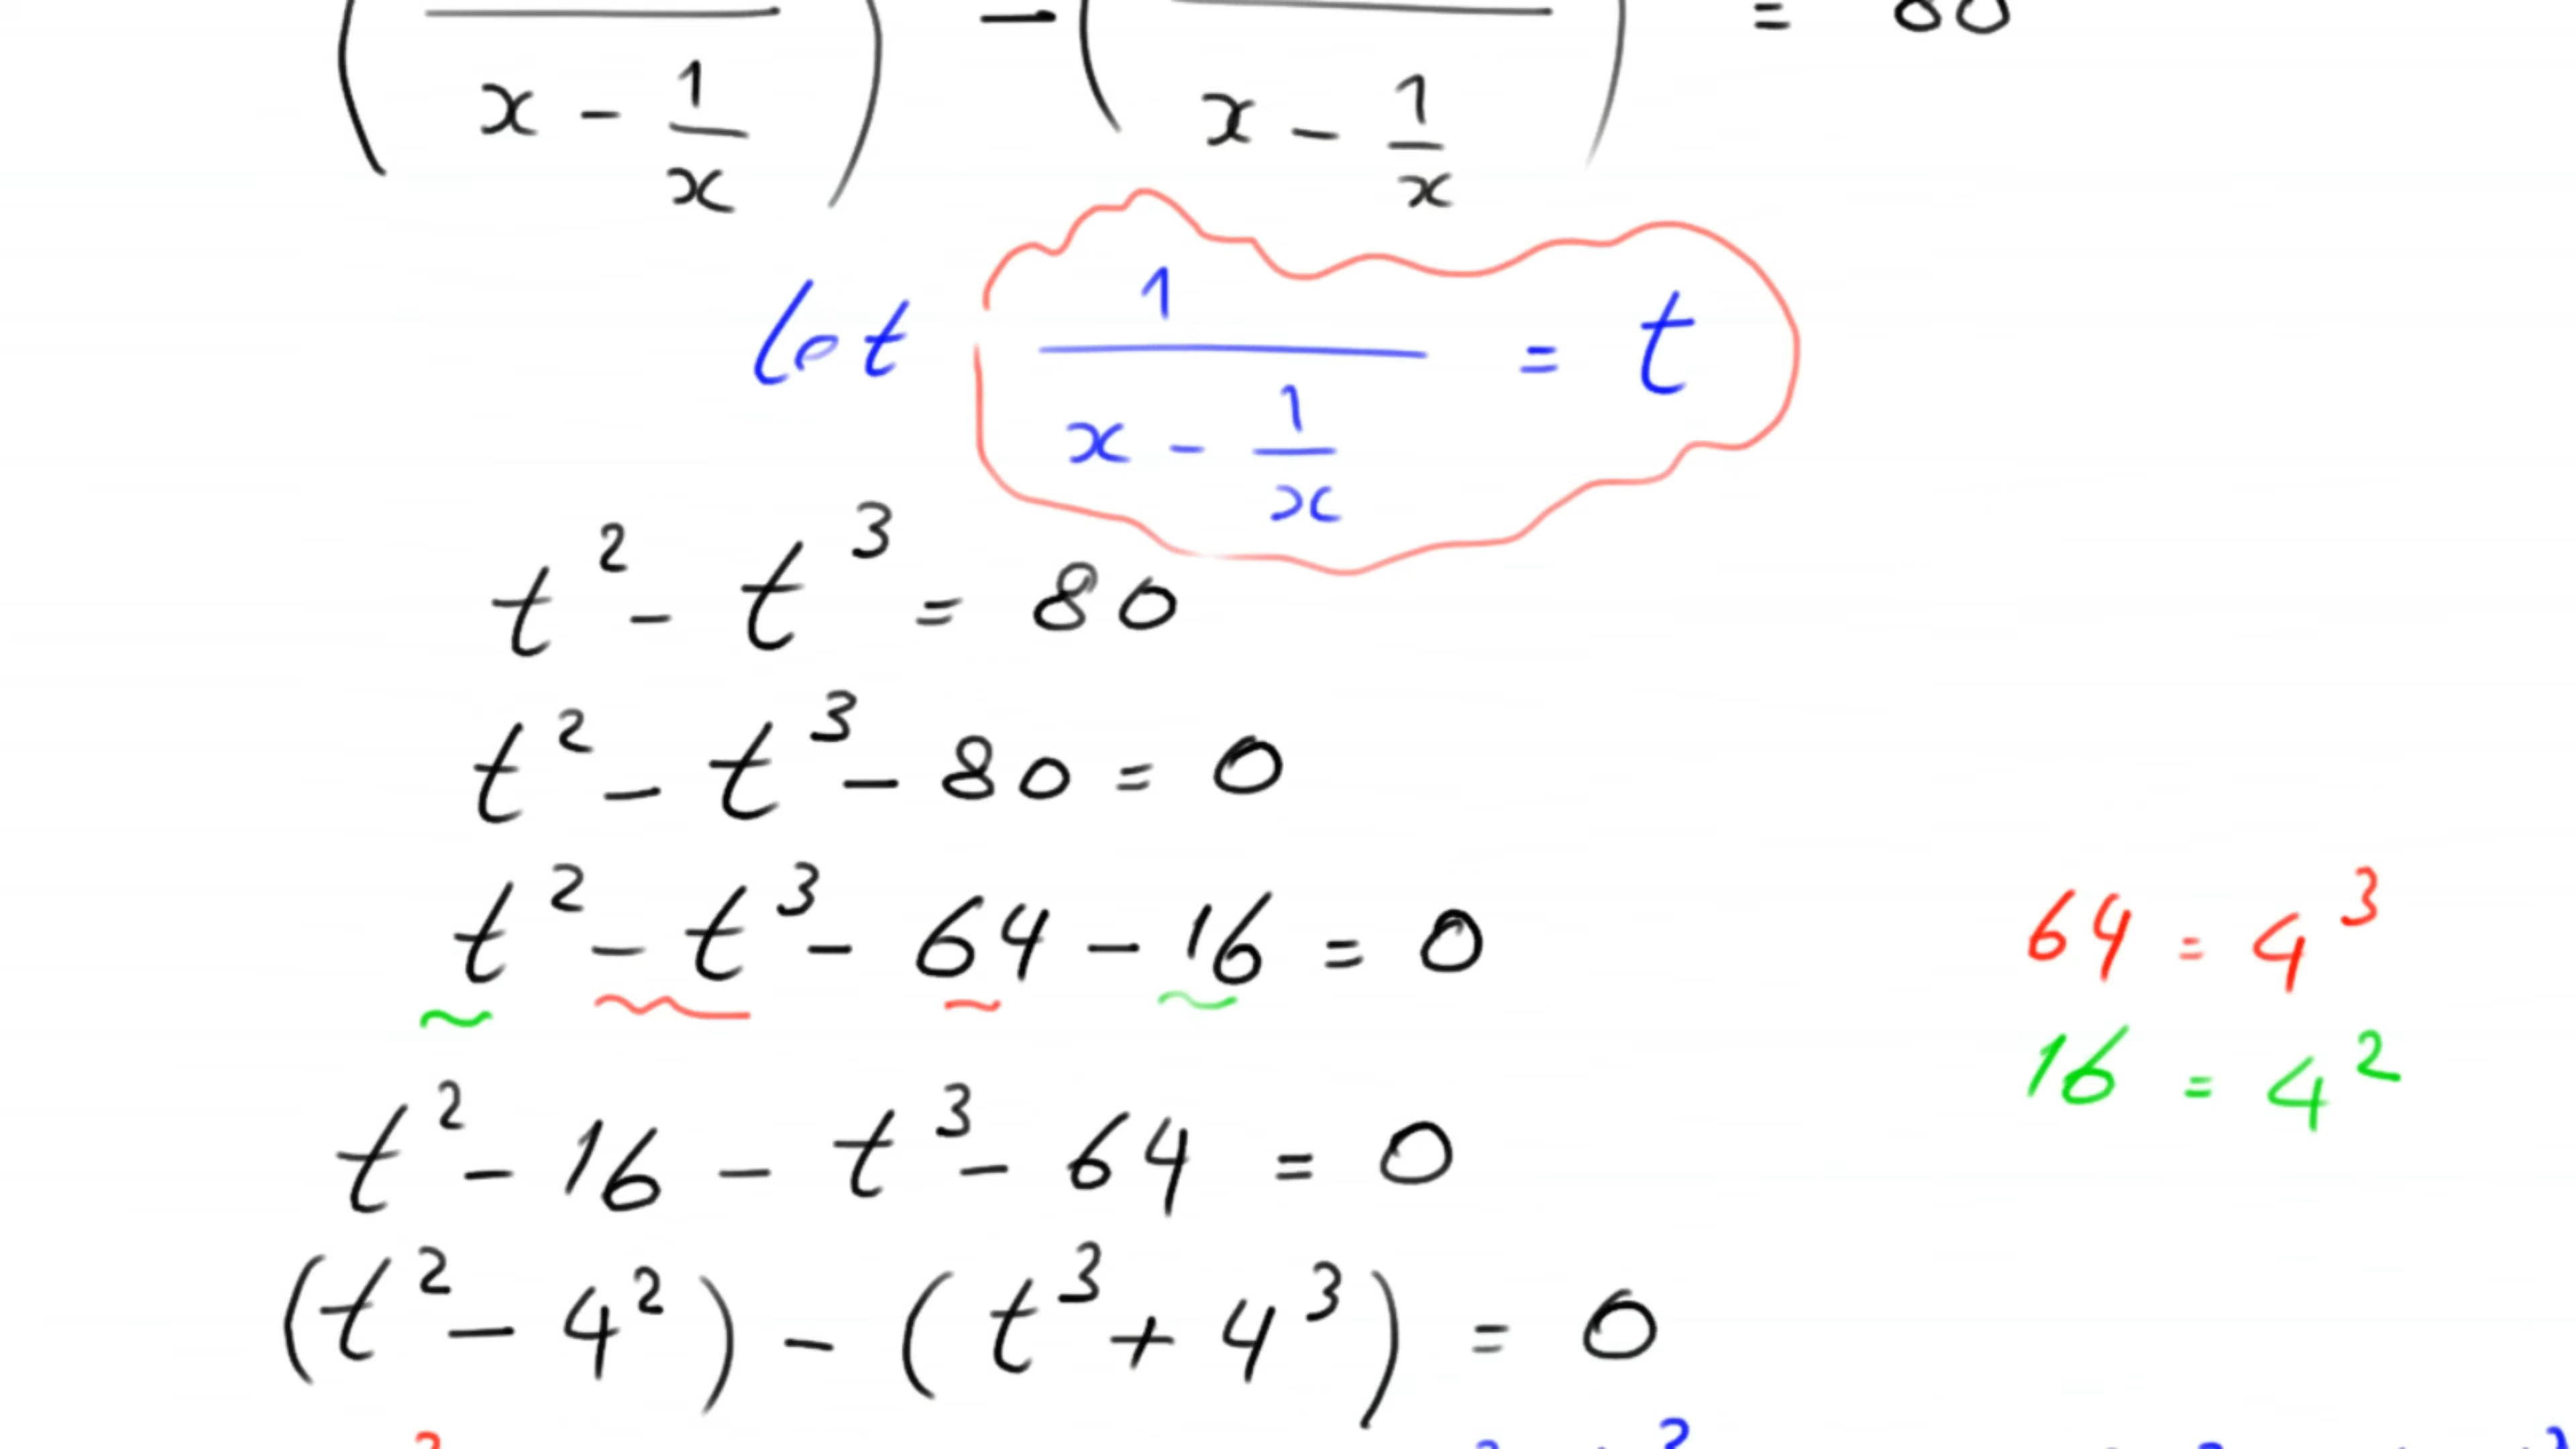 ( ――― / (x - 1/x) ) - ( ――― / (x - 1/x) ) = 80
let 1/(x - 1/x) = t
t² - t³ = 80
t² - t³ - 80 = 0
t² - t³ - 64 - 16 = 0
64 = 4³
16 = 4²
t² - 16 - t³ - 64 = 0
(t² - 4²) - (t³ + 4³) = 0